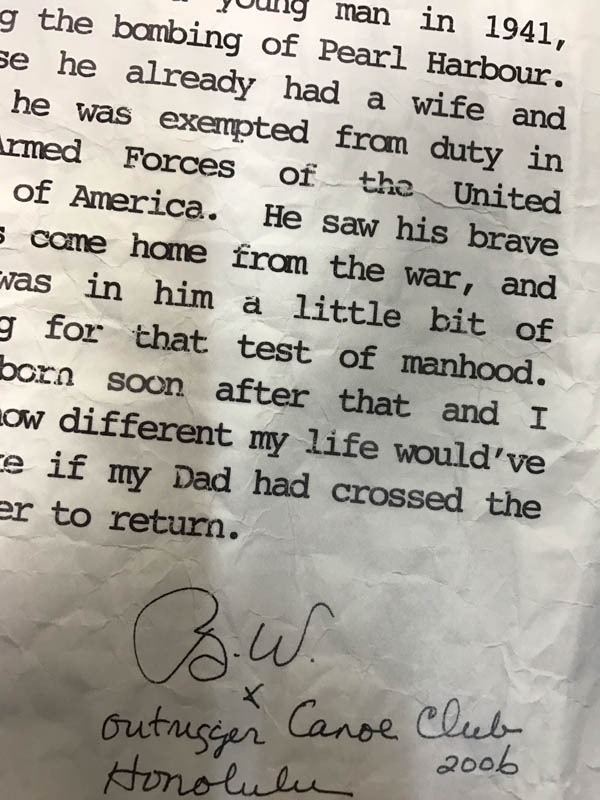 young man in 1941,
g the bombing of Pearl Harbour.
se he already had a wife and
he was exempted from duty in
Armed Forces of the United
of America. He saw his brave
s come home from the war, and
was in him a little bit of
g for that test of manhood.
born soon after that and I
how different my life would've
e if my Dad had crossed the
er to return.
B.W.
x
Outrigger Canoe Club
Honolulu 2006